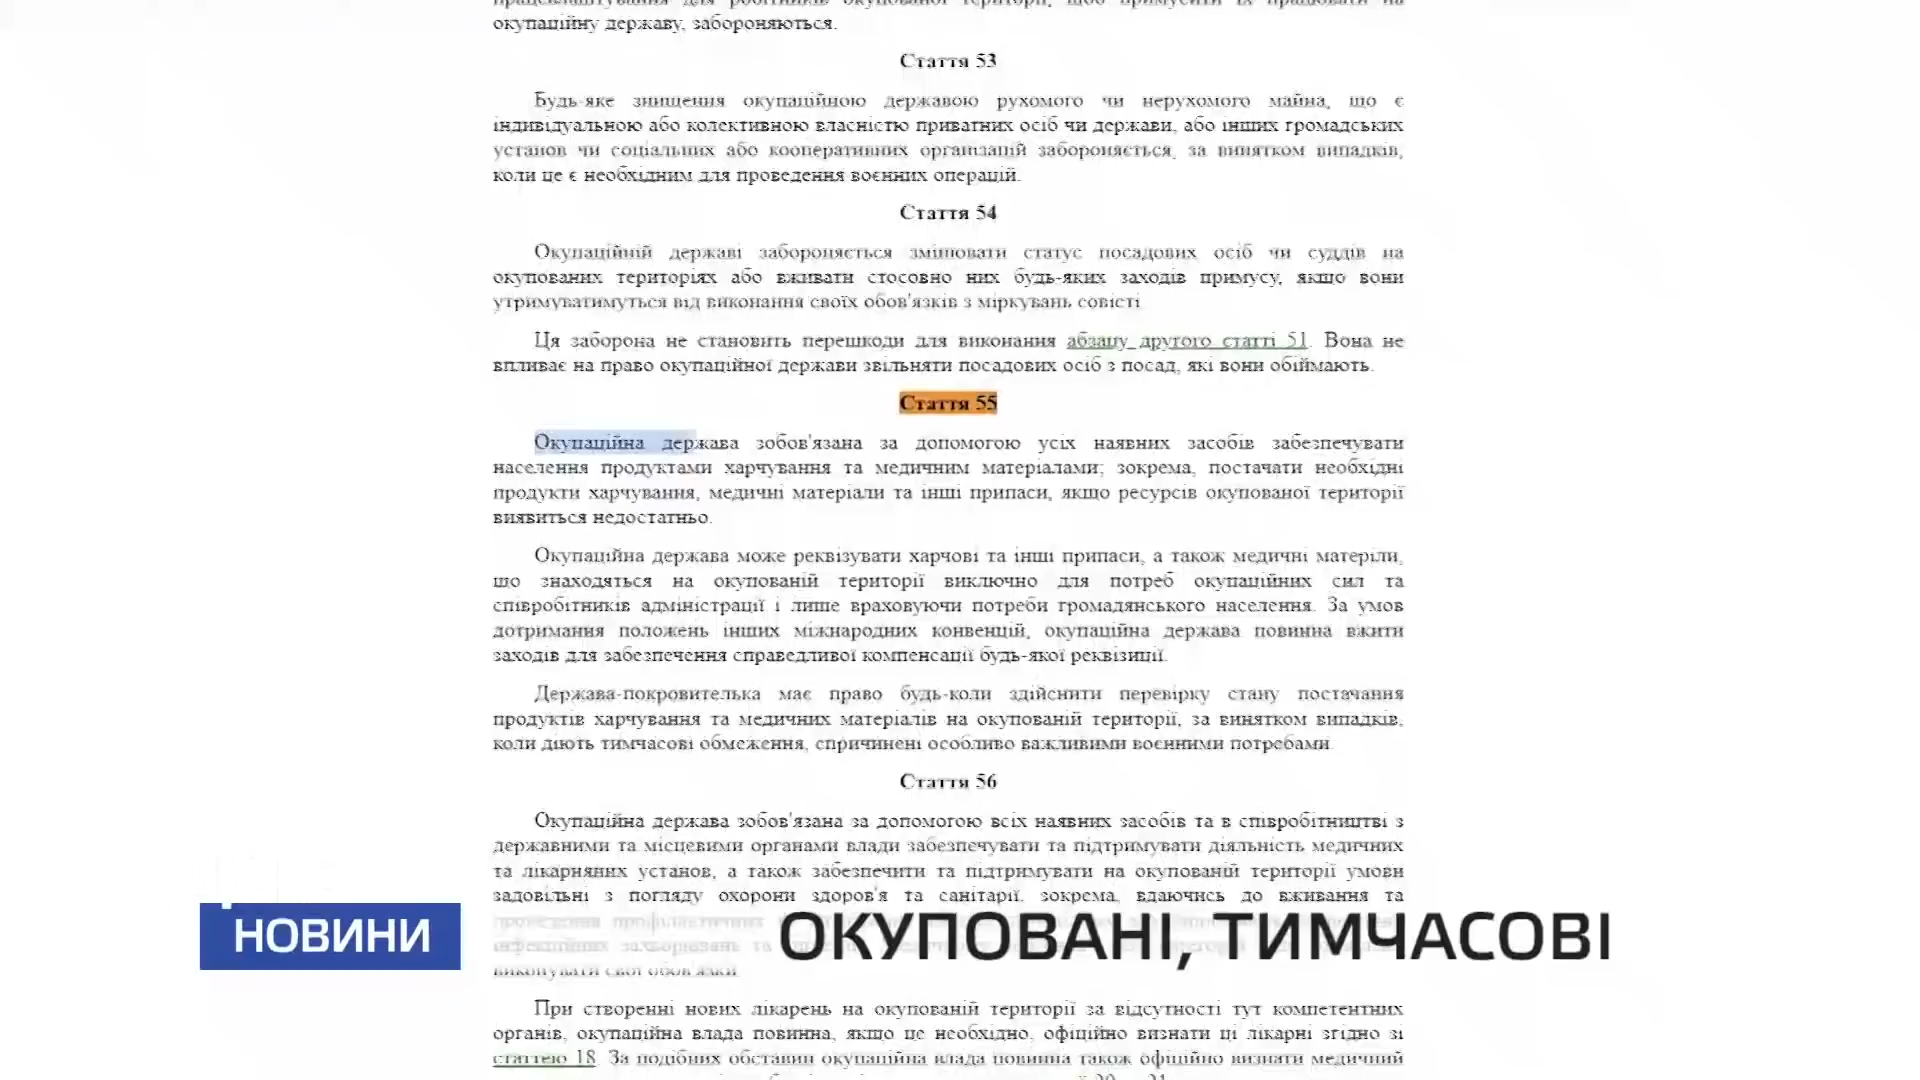 окупаційну державу, забороняються.
Стаття 53
Будь-яке знищення окупаційною державою рухомого чи нерухомого майна, що є
індивідуальною або колективною власністю приватних осіб чи держави, або інших громадських
установ чи соціальних або кооперативних організацій забороняється, за винятком випадків,
коли це є необхідним для проведення воєнних операцій.
Стаття 54
Окупаційній державі забороняється змінювати статус посадових осіб чи суддів на
окупованих територіях або вживати стосовно них будь-яких заходів примусу, якщо вони
утримуватимуться від виконання своїх обов'язків з міркувань совісті.
Ця заборона не становить перешкоди для виконання абзацу другого статті 51. Вона не
впливає на право окупаційної держави звільняти посадових осіб з посад, які вони обіймають.
Стаття 55
Окупаційна держава зобов'язана за допомогою усіх наявних засобів забезпечувати
населення продуктами харчування та медичним матеріалами; зокрема, постачати необхідні
продукти харчування, медичні матеріали та інші припаси, якщо ресурсів окупованої території
виявиться недостатньо.
Окупаційна держава може реквізувати харчові та інші припаси, а також медичні матеріли,
що знаходяться на окупованій території виключно для потреб окупаційних сил та
співробітників адміністрації і лише враховуючи потреби громадянського населення. За умов
дотримання положень інших міжнародних конвенцій, окупаційна держава повинна вжити
заходів для забезпечення справедливої компенсації будь-якої реквізиції.
Держава-покровителька має право будь-коли здійснити перевірку стану постачання
продуктів харчування та медичних матеріалів на окупованій території, за винятком випадків,
коли діють тимчасові обмеження, спричинені особливо важливими воєнними потребами.
Стаття 56
Окупаційна держава зобов'язана за допомогою всіх наявних засобів та в співробітництві з
державними та місцевими органами влади забезпечувати та підтримувати діяльність медичних
та лікарняних установ, а також забезпечити та підтримувати на окупованій території умови
задовільні з погляду охорони здоров'я та санітарії, зокрема, вдаючись до вживання та
проведення профілактичних
інфекційних захворювань та
виконувати свої обов'язки.
НОВИНИ
ОКУПОВАНІ, ТИМЧАСОВІ
При створенні нових лікарень на окупованій території за відсутності тут компетентних
органів, окупаційна влада повинна, якщо це необхідно, офіційно визнати ці лікарні згідно зі
статтею 18. За подібних обставин окупаційна влада повинна також офіційно визнати медичний